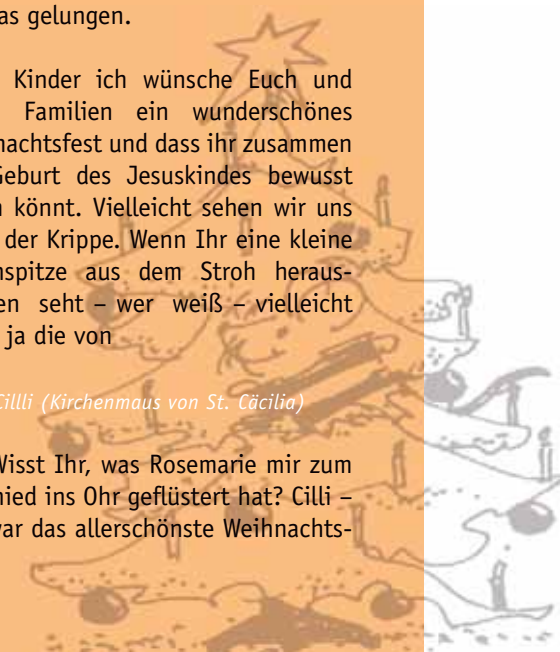 as gelungen.
Kinder ich wünsche Euch und
Familien ein wunderschönes
nachtsfest und dass ihr zusammen
Geburt des Jesuskindes bewusst
n könnt. Vielleicht sehen wir uns
der Krippe. Wenn Ihr eine kleine
nspitze aus dem Stroh heraus-
en seht – wer weiß – vielleicht
ja die von
Cillli (Kirchenmaus von St. Cäcilia)
Wisst Ihr, was Rosemarie mir zum
hied ins Ohr geflüstert hat? Cilli –
war das allerschönste Weihnachts-